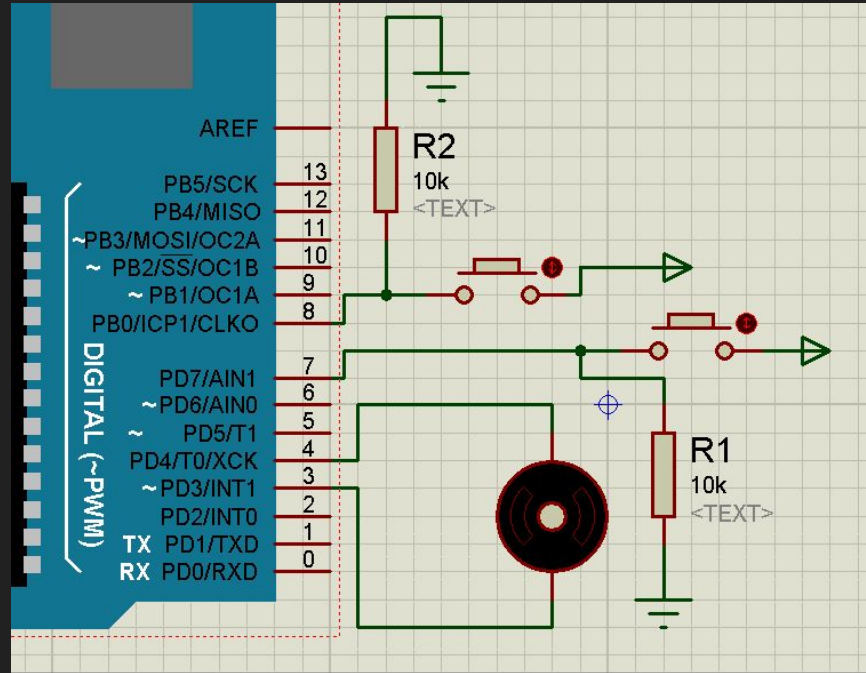 AREF
PB5/SCK 13
PB4/MISO 12
~PB3/MOSI/OC2A 11
~ PB2/SS/OC1B 10
~ PB1/OC1A 9
PB0/ICP1/CLKO 8
PD7/AIN1 7
~PD6/AIN0 6
~ PD5/T1 5
PD4/T0/XCK 4
~PD3/INT1 3
PD2/INT0 2
TX PD1/TXD 1
RX PD0/RXD 0
DIGITAL (~PWM)
R2
10k
<TEXT>
R1
10k
<TEXT>